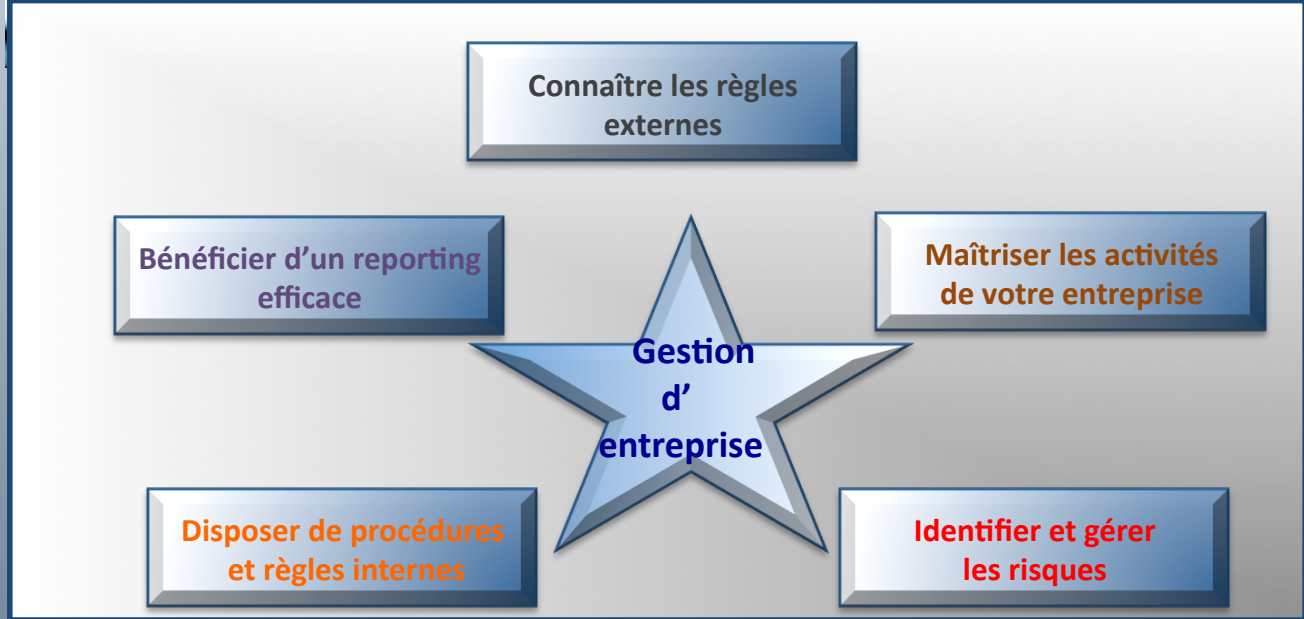 Connaître les règles
externes
Bénéficier d’un reporting
efficace
Maîtriser les activités
de votre entreprise
Gestion
d’
entreprise
Disposer de procédures
et règles internes
Identifier et gérer
les risques